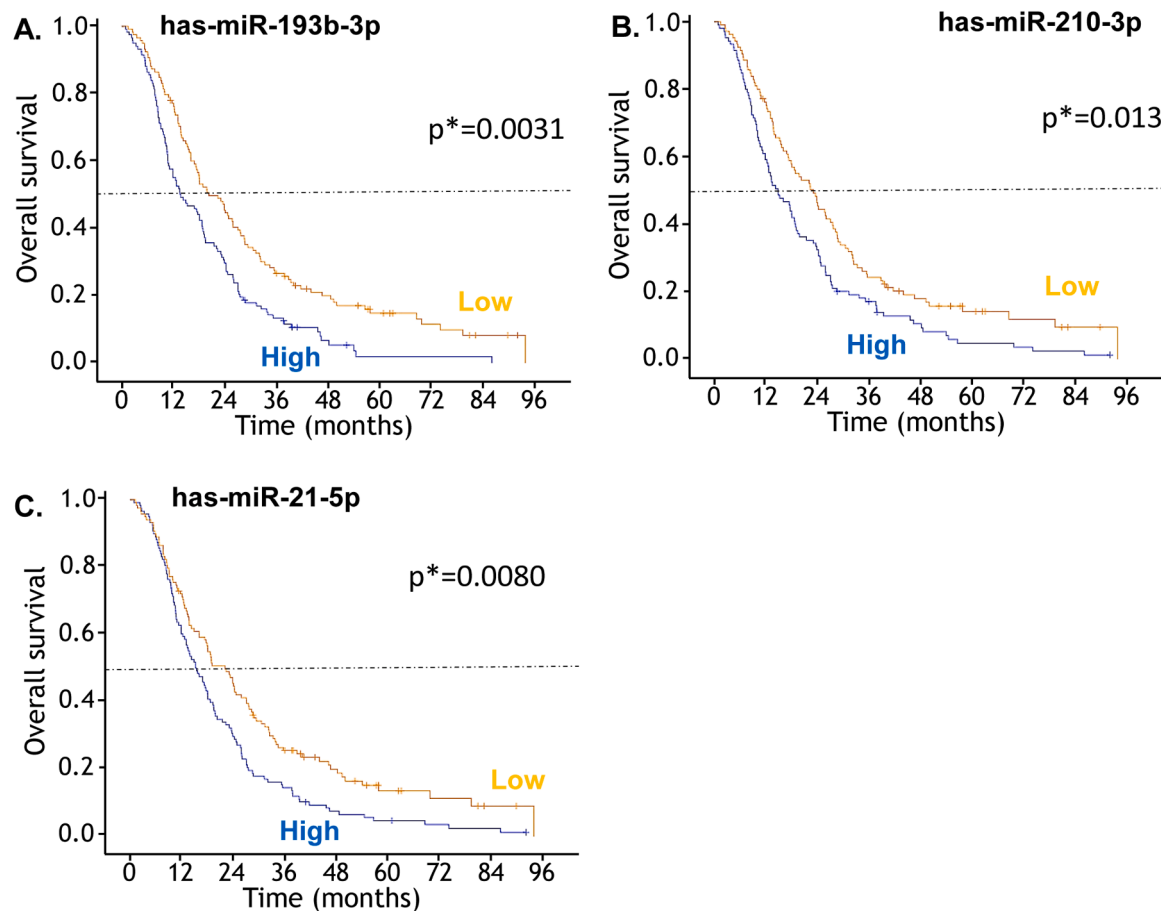 A.
has-miR-193b-3p
Overall survival
1.0
0.8
0.6
0.4
0.2
0.0
p*=0.0031
Low
High
0 12 24 36 48 60 72 84 96
Time (months)
B.
has-miR-210-3p
Overall survival
1.0
0.8
0.6
0.4
0.2
0.0
p*=0.013
Low
High
0 12 24 36 48 60 72 84 96
Time (months)
C.
has-miR-21-5p
Overall survival
1.0
0.8
0.6
0.4
0.2
0.0
p*=0.0080
Low
High
0 12 24 36 48 60 72 84 96
Time (months)